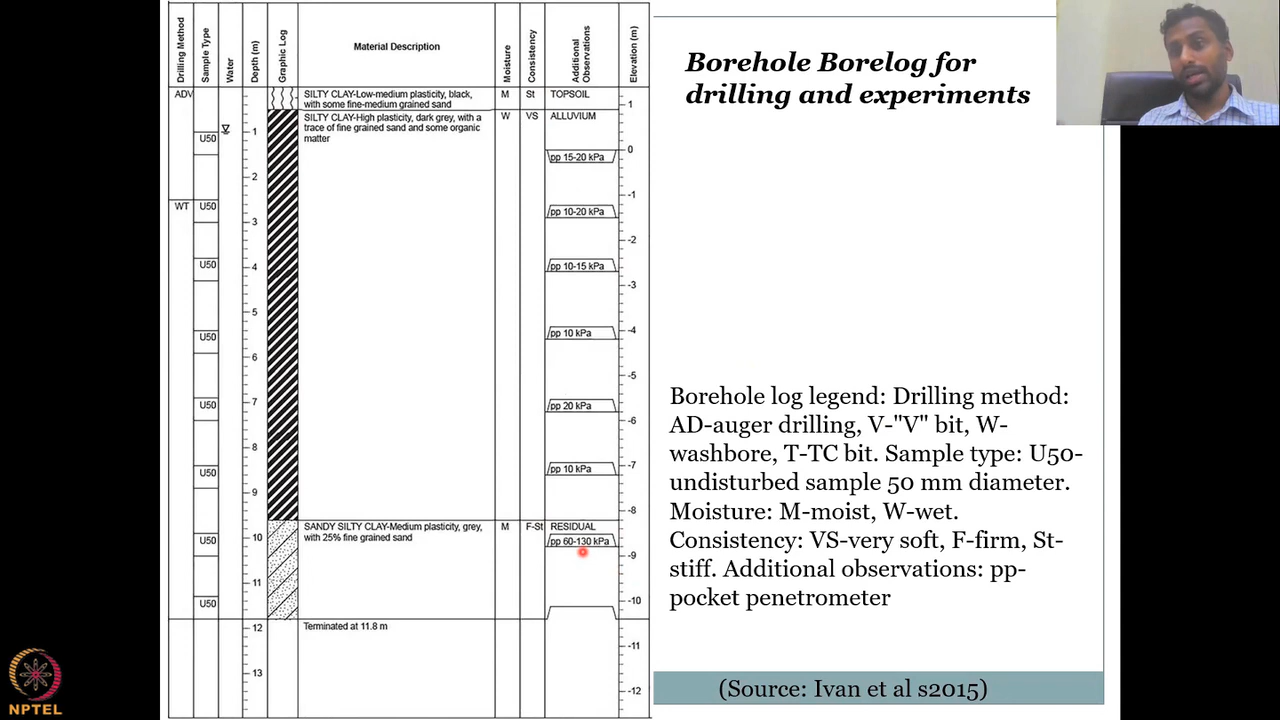 Drilling Method
Sample Type
Water
Depth (m)
Graphic Log
Material Description
Moisture
Consistency
Additional
Observations
Elevation (m)
ADV
SILTY CLAY-Low-medium plasticity, black,
with some fine-medium grained sand
M
St
TOPSOIL
SILTY CLAY-High plasticity, dark grey, with a
trace of fine grained sand and some organic
matter
W
VS
ALLUVIUM
WT
U50
U50
U50
U50
U50
U50
U50
U50
1
2
3
4
5
6
7
8
9
10
11
12
13
pp 15-20 kPa
pp 10-20 kPa
pp 10-15 kPa
pp 10 kPa
pp 20 kPa
pp 10 kPa
SANDY SILTY CLAY-Medium plasticity, grey,
with 25% fine grained sand
M
F-St
RESIDUAL
pp 60-130 kPa
Terminated at 11.8 m
1
0
-1
-2
-3
-4
-5
-6
-7
-8
-9
-10
-11
-12
Borehole Borelog for
drilling and experiments
Borehole log legend: Drilling method:
AD-auger drilling, V-"V" bit, W-
washbore, T-TC bit. Sample type: U50-
undisturbed sample 50 mm diameter.
Moisture: M-moist, W-wet.
Consistency: VS-very soft, F-firm, St-
stiff. Additional observations: pp-
pocket penetrometer
(Source: Ivan et al s2015)
NPTEL